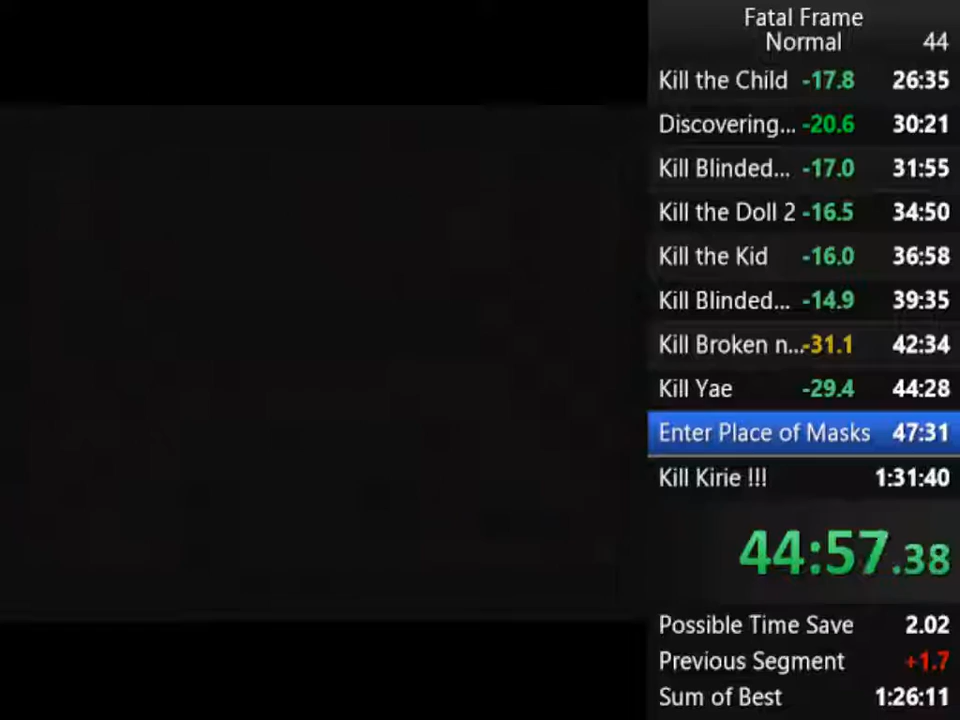 Fatal Frame
Normal 44
Kill the Child -17.8 26:35
Discovering... -20.6 30:21
Kill Blinded... -17.0 31:55
Kill the Doll 2 -16.5 34:50
Kill the Kid -16.0 36:58
Kill Blinded... -14.9 39:35
Kill Broken n... -31.1 42:34
Kill Yae -29.4 44:28
Enter Place of Masks 47:31
Kill Kirie !!! 1:31:40
44:57.38
Possible Time Save 2.02
Previous Segment +1.7
Sum of Best 1:26:11